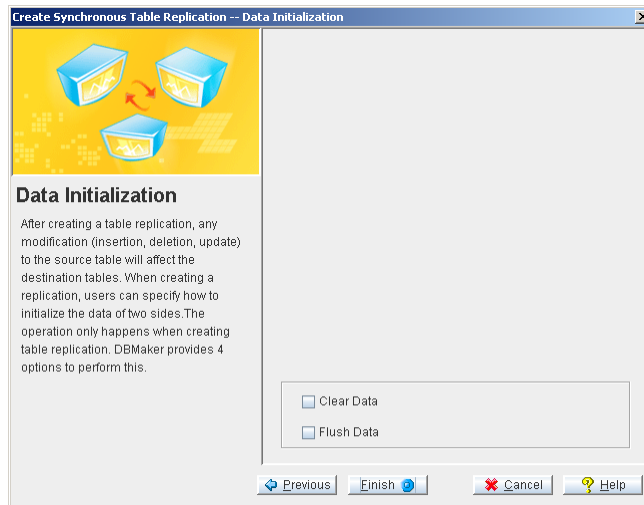 Create Synchronous Table Replication -- Data Initialization
Data Initialization
After creating a table replication, any
modification (insertion, deletion, update)
to the source table will affect the
destination tables. When creating a
replication, users can specify how to
initialize the data of two sides.The
operation only happens when creating
table replication. DBMaker provides 4
options to perform this.
Clear Data
Flush Data
Previous
Finish
Cancel
Help